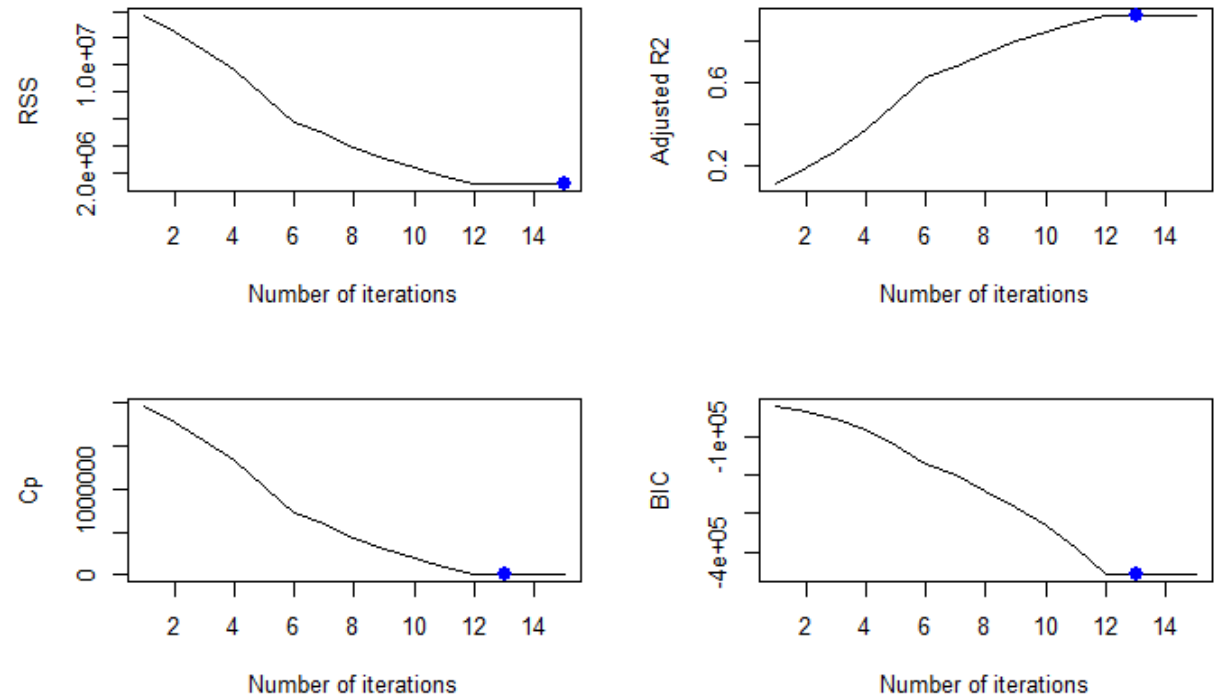 RSS
2.0e+06
1.0e+07
2 4 6 8 10 12 14
Number of iterations
Adjusted R2
0.2
0.6
2 4 6 8 10 12 14
Number of iterations
Cp
0
1000000
2 4 6 8 10 12 14
Number of iterations
BIC
-4e+05
-1e+05
2 4 6 8 10 12 14
Number of iterations